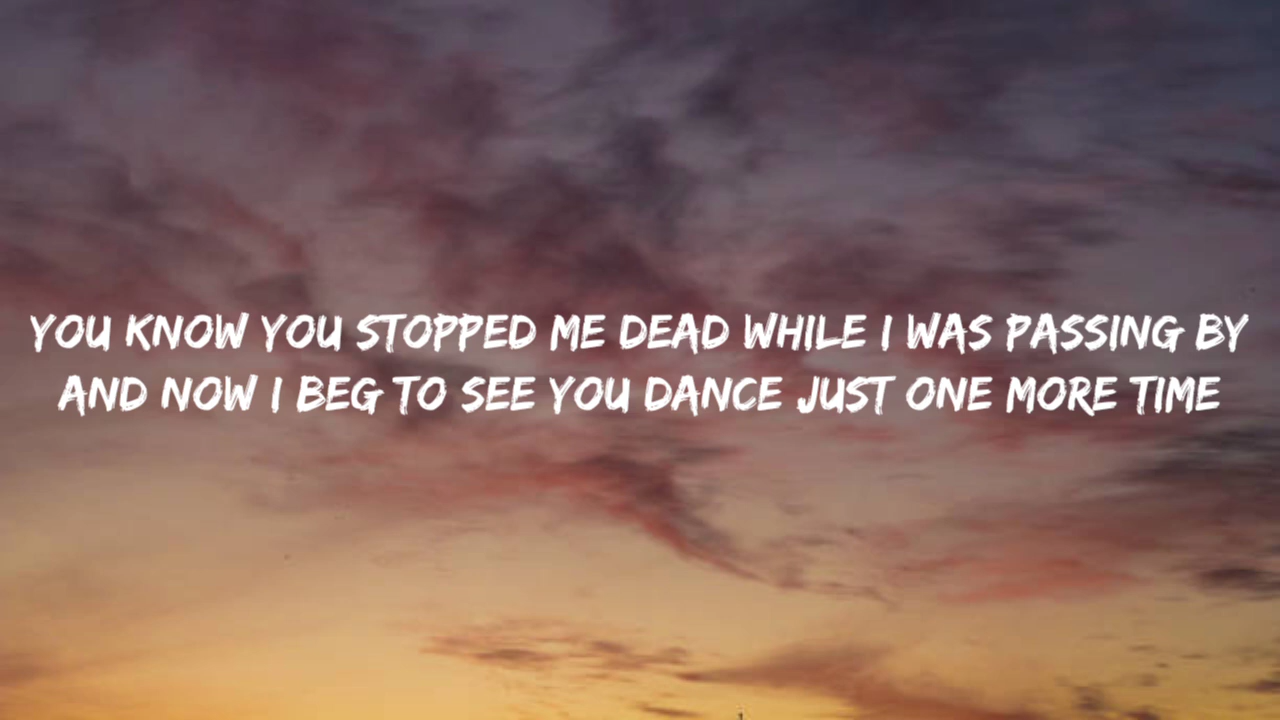 YOU KNOW YOU STOPPED ME DEAD WHILE I WAS PASSING BY
AND NOW I BEG TO SEE YOU DANCE JUST ONE MORE TIME